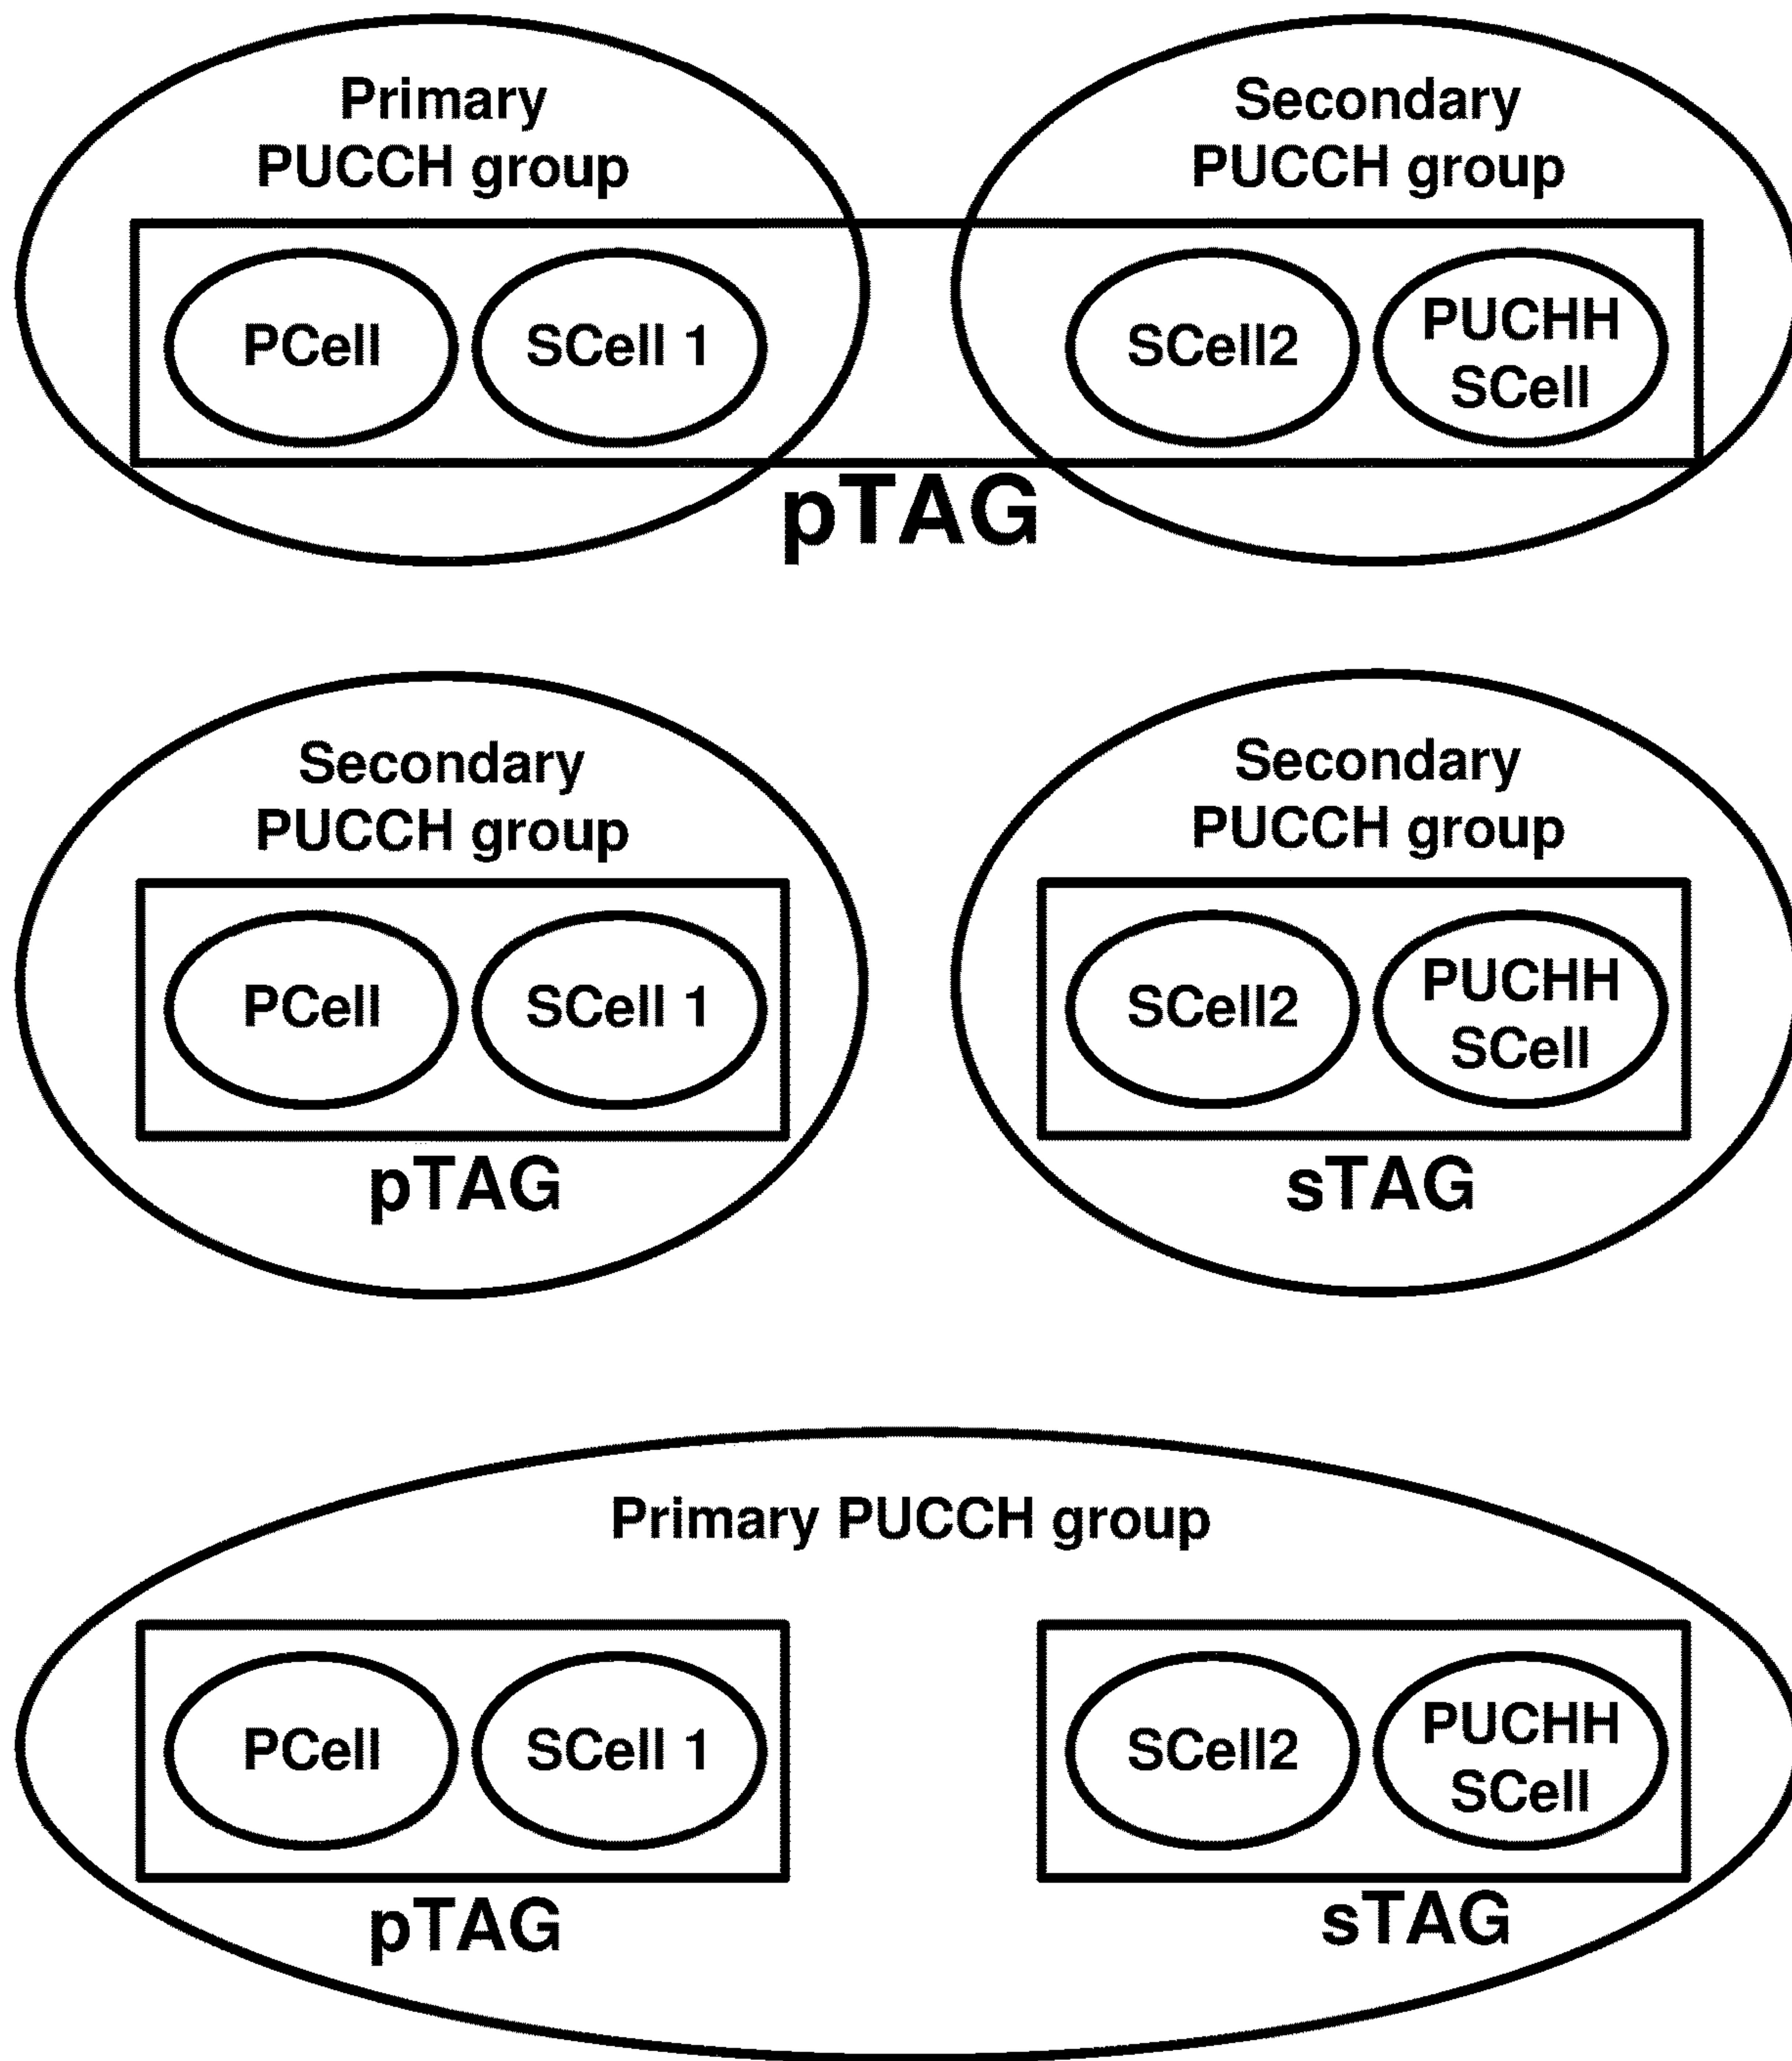 Primary
PUCCH group
Secondary
PUCCH group
PCell
SCell 1
SCell2
PUCHH
SCell
pTAG
Secondary
PUCCH group
Secondary
PUCCH group
PCell
SCell 1
SCell2
PUCHH
SCell
pTAG
sTAG
Primary PUCCH group
PCell
SCell 1
SCell2
PUCHH
SCell
pTAG
sTAG